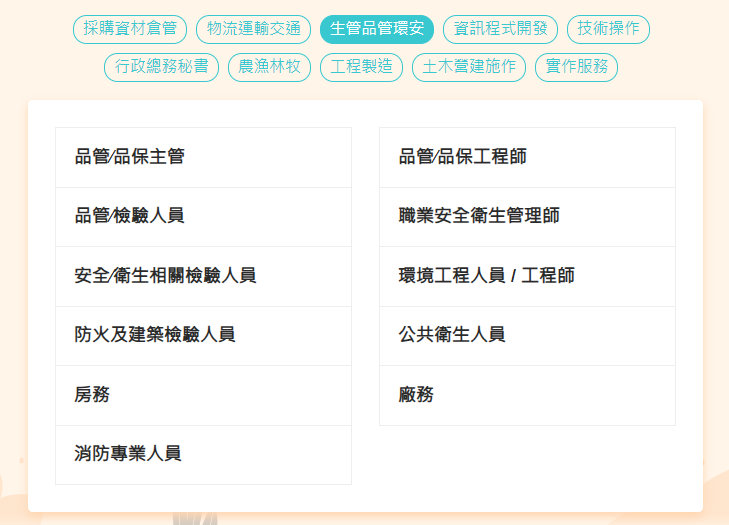 採購資材倉管 物流運輸交通 生管品管環安 資訊程式開發 技術操作
行政總務秘書 農漁林牧 工程製造 土木營建施作 實作服務
品管/品保主管 品管/品保工程師
品管/檢驗人員 職業安全衛生管理師
安全/衛生相關檢驗人員 環境工程人員 / 工程師
防火及建築檢驗人員 公共衛生人員
房務 廠務
消防專業人員